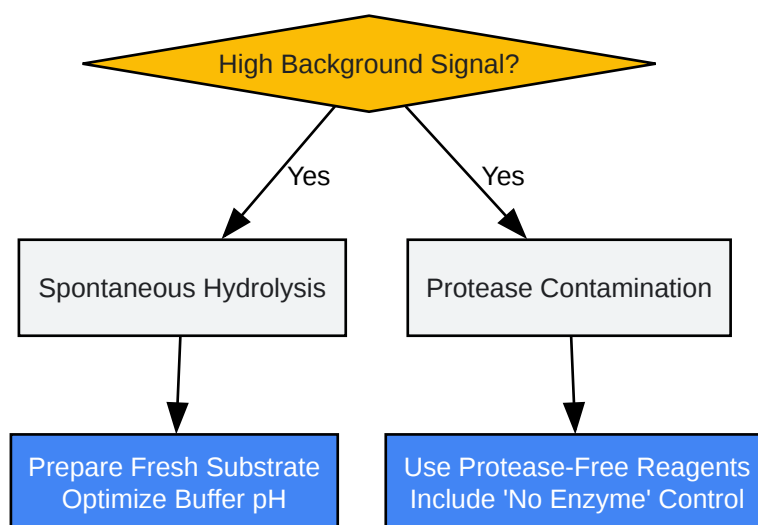 High Background Signal?
Yes
Yes
Spontaneous Hydrolysis
Protease Contamination
Prepare Fresh Substrate
Optimize Buffer pH
Use Protease-Free Reagents
Include 'No Enzyme' Control